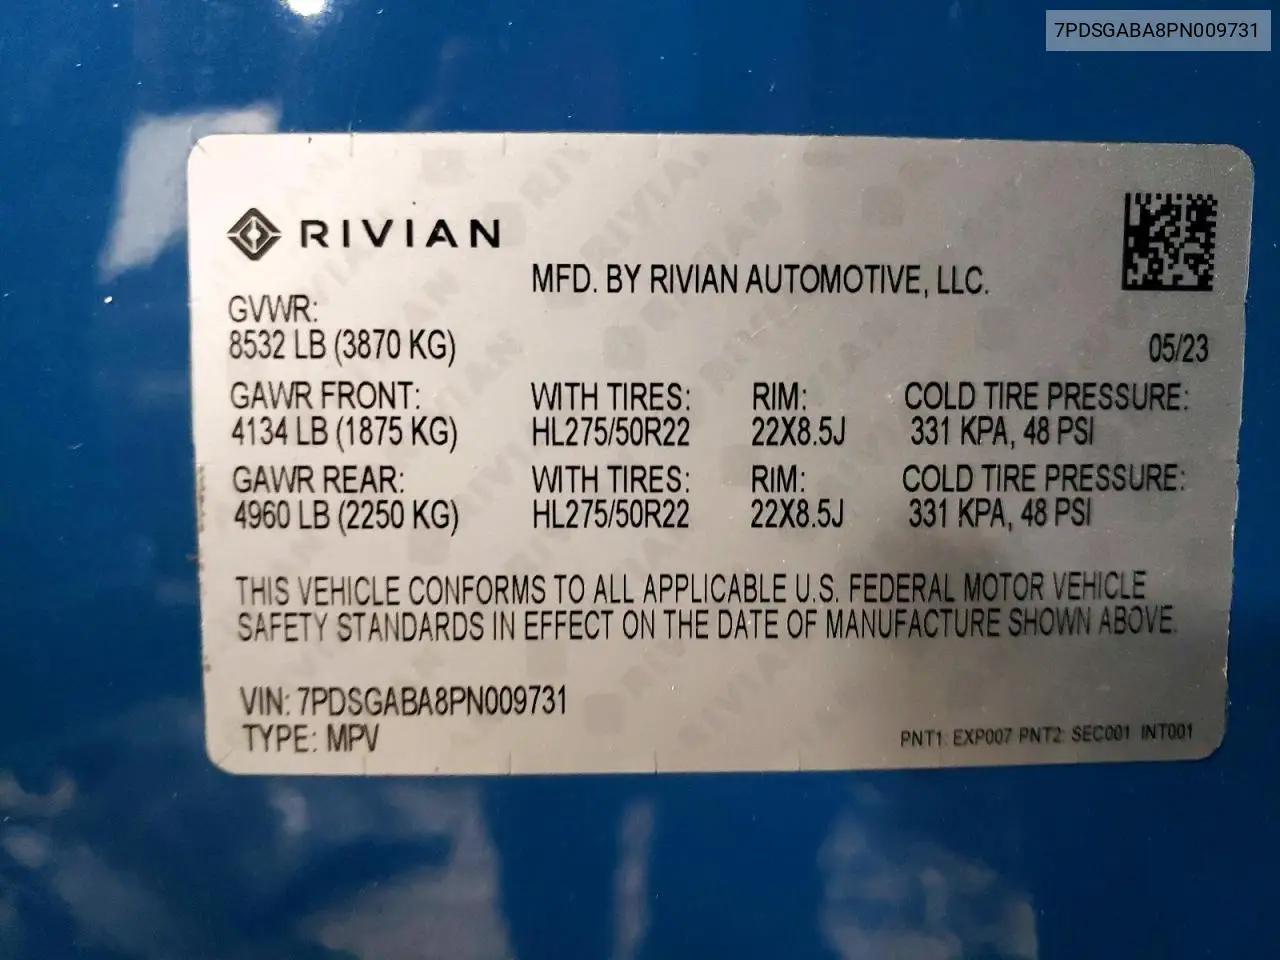 7PDSGABA8PN009731
RIVIAN
MFD. BY RIVIAN AUTOMOTIVE, LLC.
GVWR:
8532 LB (3870 KG)
05/23
GAWR FRONT: WITH TIRES: RIM: COLD TIRE PRESSURE:
4134 LB (1875 KG) HL275/50R22 22X8.5J 331 KPA, 48 PSI
GAWR REAR: WITH TIRES: RIM: COLD TIRE PRESSURE:
4960 LB (2250 KG) HL275/50R22 22X8.5J 331 KPA, 48 PSI
THIS VEHICLE CONFORMS TO ALL APPLICABLE U.S. FEDERAL MOTOR VEHICLE
SAFETY STANDARDS IN EFFECT ON THE DATE OF MANUFACTURE SHOWN ABOVE.
VIN: 7PDSGABA8PN009731
TYPE: MPV
PNT1: EXP007 PNT2: SEC001 INT001